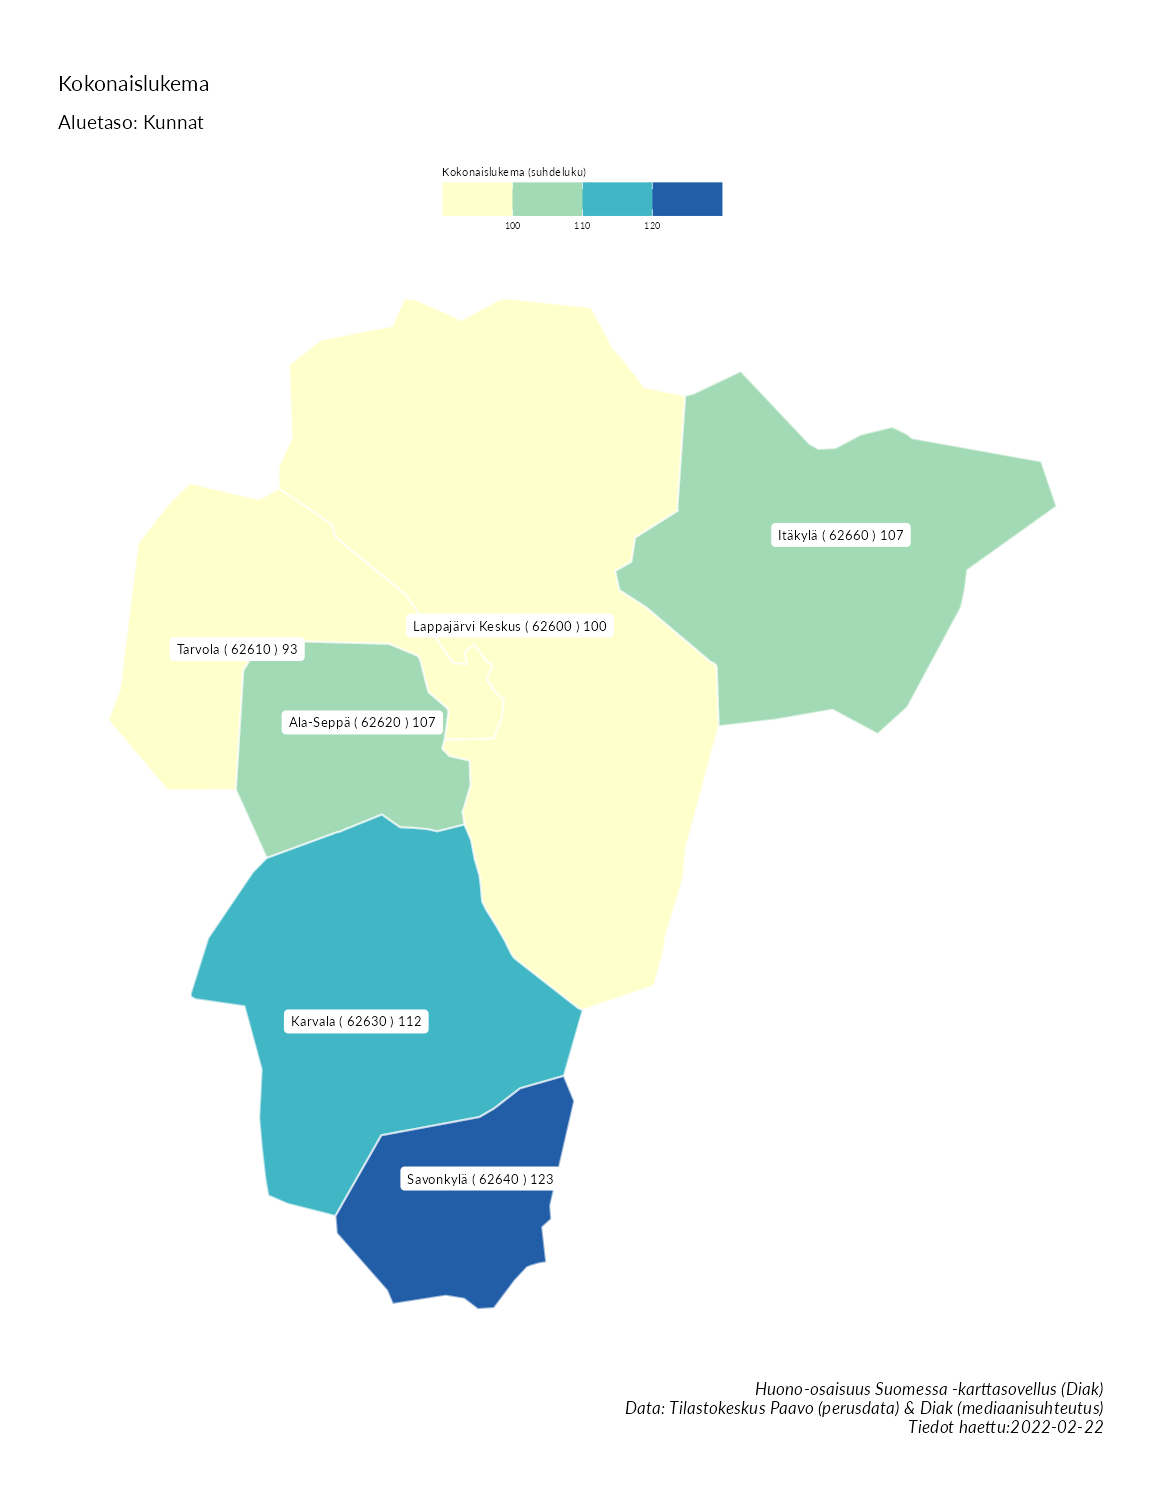 Kokonaislukema
Aluetaso: Kunnat
Kokonaislukema (suhdeluku)
100 110 120
Itäkylä ( 62660 ) 107
Lappajärvi Keskus ( 62600 ) 100
Tarvola ( 62610 ) 93
Ala-Seppä ( 62620 ) 107
Karvala ( 62630 ) 112
Savonkylä ( 62640 ) 123
Huono-osaisuus Suomessa -karttasovellus (Diak)
Data: Tilastokeskus Paavo (perusdata) & Diak (mediaanisuhteutus)
Tiedot haettu:2022-02-22